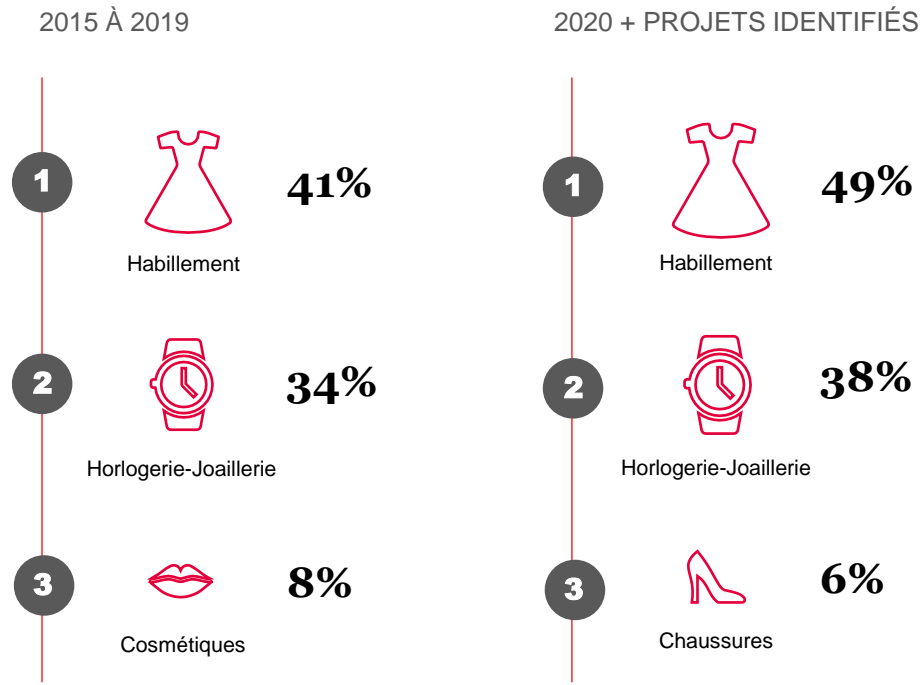 2015 À 2019
1
41%
Habillement
2
34%
Horlogerie-Joaillerie
3
8%
Cosmétiques
2020 + PROJETS IDENTIFIÉS
1
49%
Habillement
2
38%
Horlogerie-Joaillerie
3
6%
Chaussures